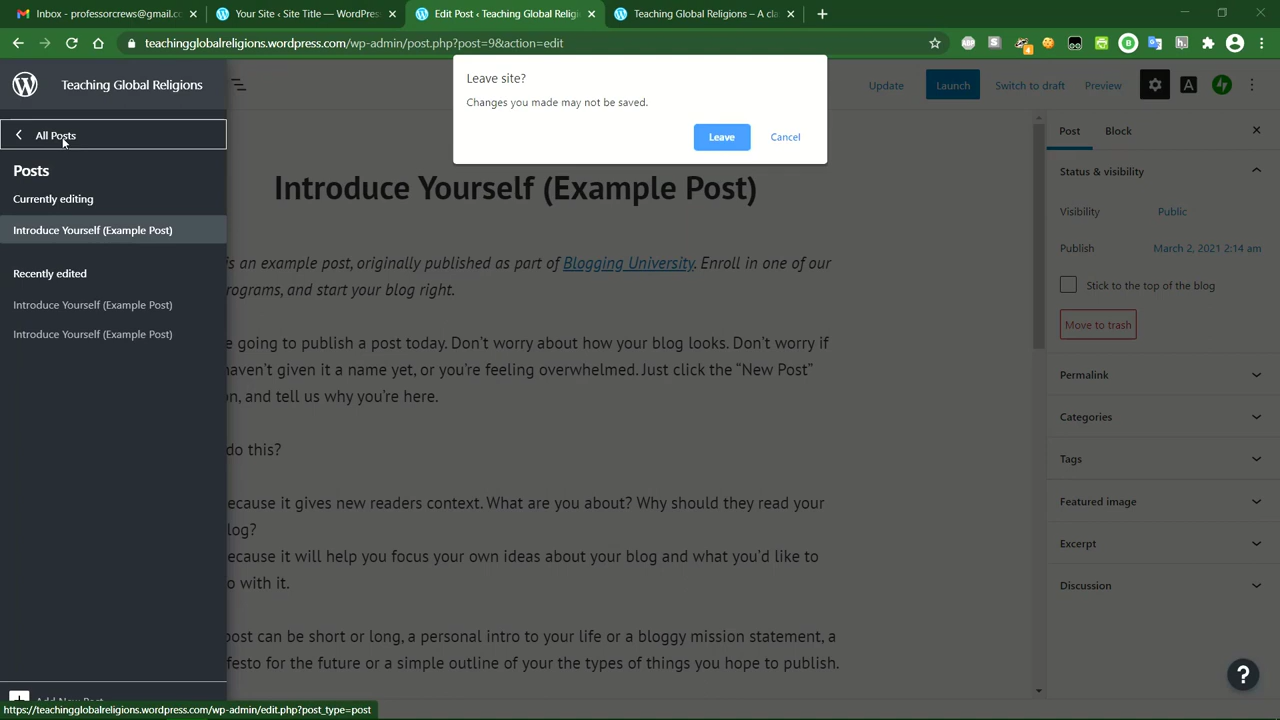 Inbox - professorcrews@gmail.c
Your Site ‹ Site Title — WordPre
Edit Post ‹ Teaching Global Relig
Teaching Global Religions – A cla
teachingglobalreligions.wordpress.com/wp-admin/post.php?post=9&action=edit
Leave site?
Changes you made may not be saved.
Leave
Cancel
Teaching Global Religions
Update
Launch
Switch to draft
Preview
All Posts
Posts
Currently editing
Introduce Yourself (Example Post)
Recently edited
Introduce Yourself (Example Post)
Introduce Yourself (Example Post)
Add New Post
Introduce Yourself (Example Post)
is an example post, originally published as part of Blogging University. Enroll in one of our
rograms, and start your blog right.
e going to publish a post today. Don’t worry about how your blog looks. Don’t worry if
haven’t given it a name yet, or you’re feeling overwhelmed. Just click the “New Post”
on, and tell us why you’re here.
do this?
ecause it gives new readers context. What are you about? Why should they read your
log?
ecause it will help you focus your own ideas about your blog and what you’d like to
o with it.
post can be short or long, a personal intro to your life or a bloggy mission statement, a
festo for the future or a simple outline of your the types of things you hope to publish.
Post
Block
Status & visibility
Visibility
Public
Publish
March 2, 2021 2:14 am
Stick to the top of the blog
Move to trash
Permalink
Categories
Tags
Featured image
Excerpt
Discussion
https://teachingglobalreligions.wordpress.com/wp-admin/edit.php?post_type=post